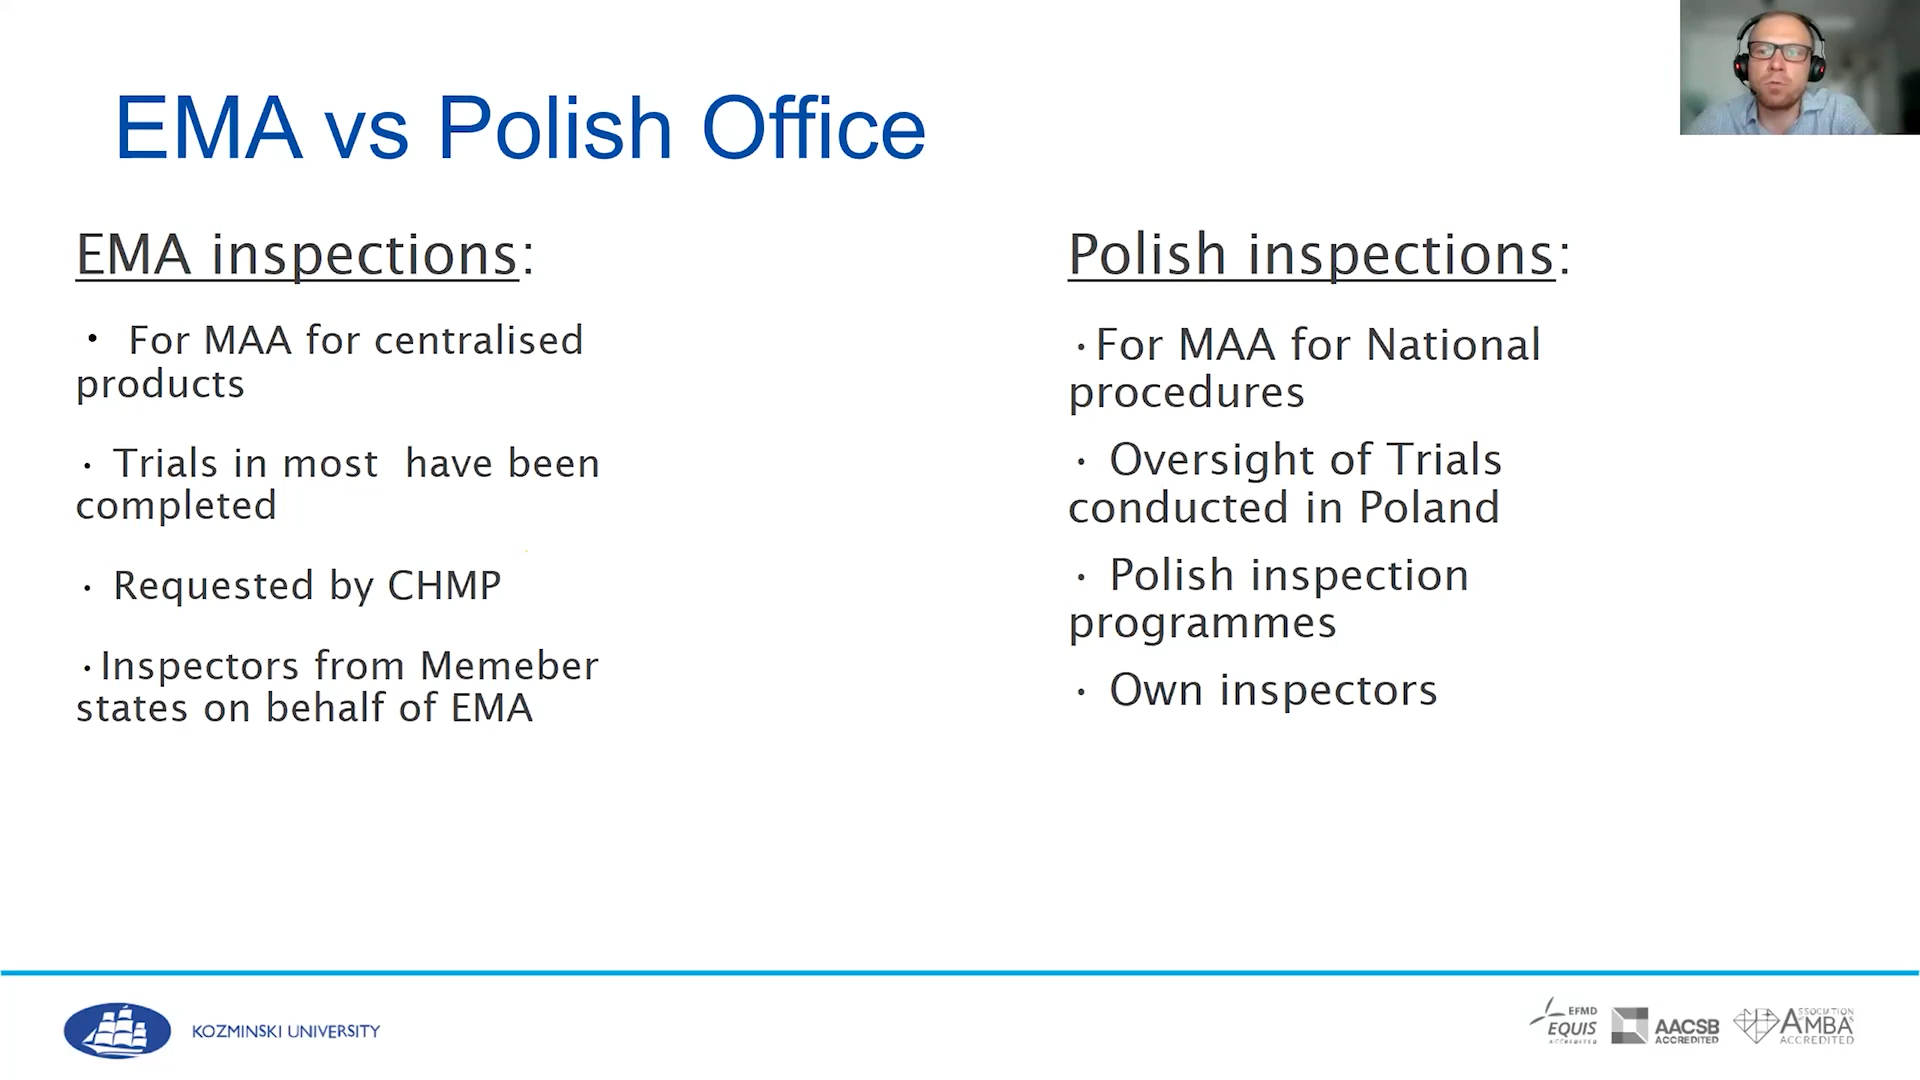 EMA vs Polish Office
EMA inspections:
• For MAA for centralised
products
• Trials in most have been
completed
• Requested by CHMP
• Inspectors from Memeber
states on behalf of EMA
Polish inspections:
• For MAA for National
procedures
• Oversight of Trials
conducted in Poland
• Polish inspection
programmes
• Own inspectors
KOZMINSKI UNIVERSITY
EFMD
EQUIS
ACCREDITED
AACSB
ACCREDITED
ASSOCIATION
AMBAS
ACCREDITED